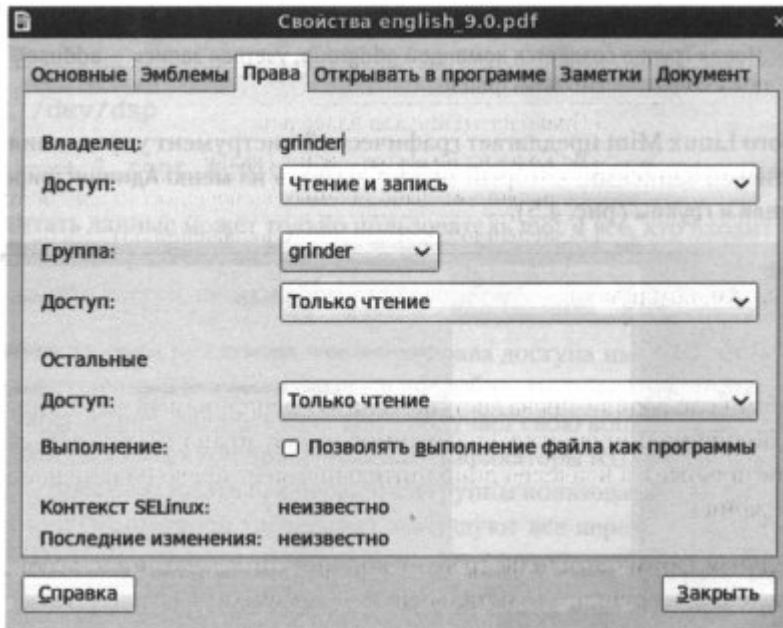 Свойства english_9.0.pdf
Основные Эмблемы Права Открывать в программе Заметки Документ
Владелец: grinder
Доступ: Чтение и запись
Группа: grinder
Доступ: Только чтение
Остальные
Доступ: Только чтение
Выполнение: Позволять выполнение файла как программы
Контекст SELinux: неизвестно
Последние изменения: неизвестно
Справка Закрыть